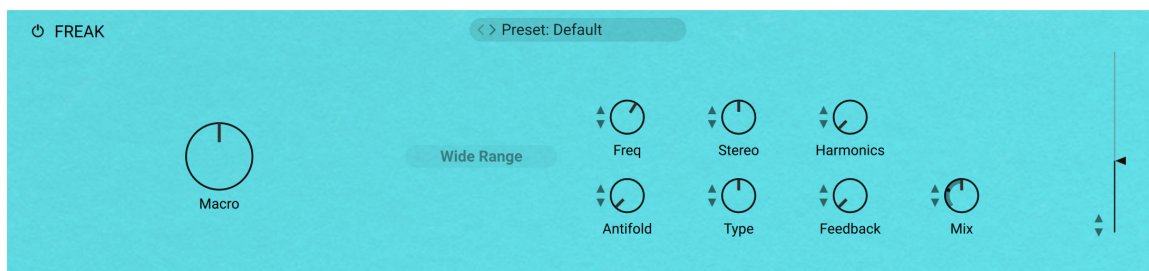 FREAK
Preset: Default
Wide Range
Macro
Freq
Stereo
Harmonics
Antifold
Type
Feedback
Mix